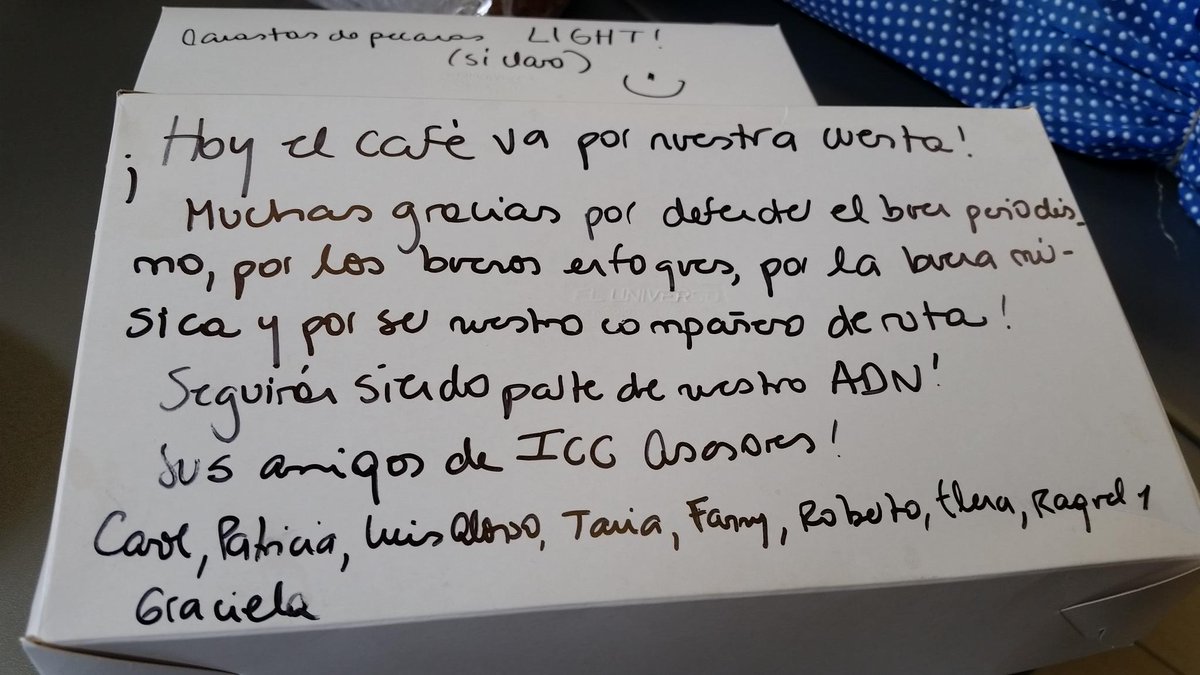 Canastas de pecanas LIGHT!
(si claro)
¡Hoy el café va por nuestra cuenta!
Muchas gracias por defender el buen periodis-
mo, por los buenos enfoques, por la buena mú-
sica y por ser nuestro compañero de ruta!
Seguirán siendo parte de nuestro ADN!
Sus amigos de ICC Asesores!
Carol, Patricia, Luis Alonso, Tania, Fanny, Roberto, Elena, Raquel y
Graciela